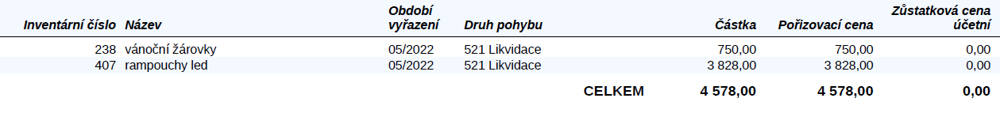 Období Zůstatková cena
Inventární číslo Název vyřazení Druh pohybu Částka Pořizovací cena účetní
238 vánoční žárovky 05/2022 521 Likvidace 750,00 750,00 0,00
407 rampouchy led 05/2022 521 Likvidace 3 828,00 3 828,00 0,00
CELKEM 4 578,00 4 578,00 0,00